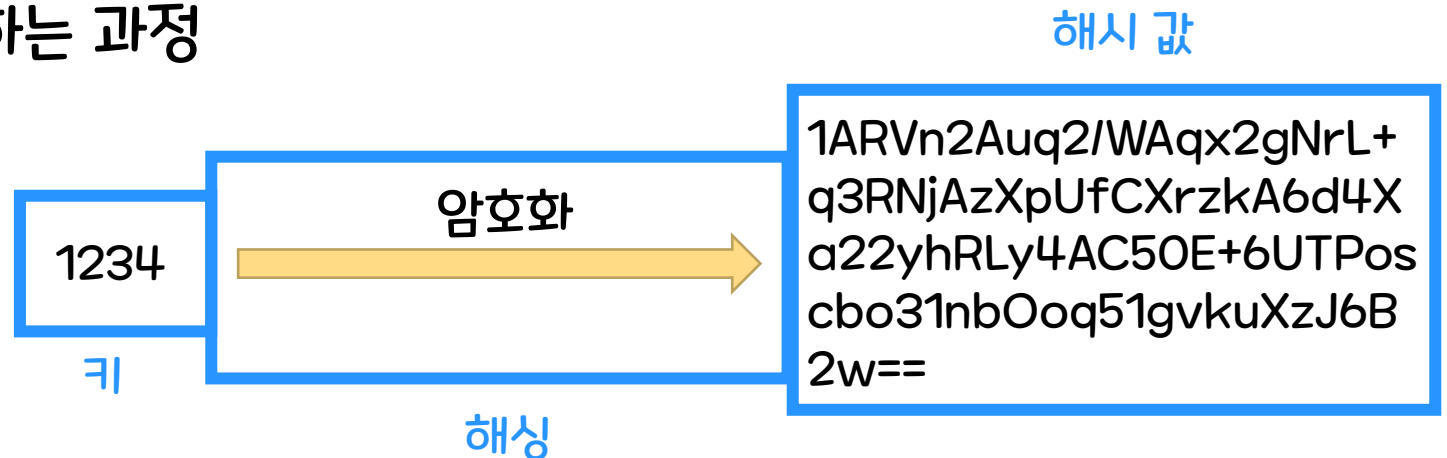 하는 과정
해시 값
1ARVn2Auq2/WAqx2gNrL+
q3RNjAzXpUfCXrzkA6d4X
a22yhRLy4AC50E+6UTPos
cbo31nbOoq51gvkuXzJ6B
2w==
암호화
1234
키
해싱